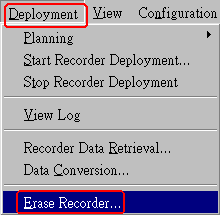 Deployment View Configuration
Planning
Start Recorder Deployment...
Stop Recorder Deployment
View Log
Recorder Data Retrieval...
Data Conversion...
Erase Recorder...